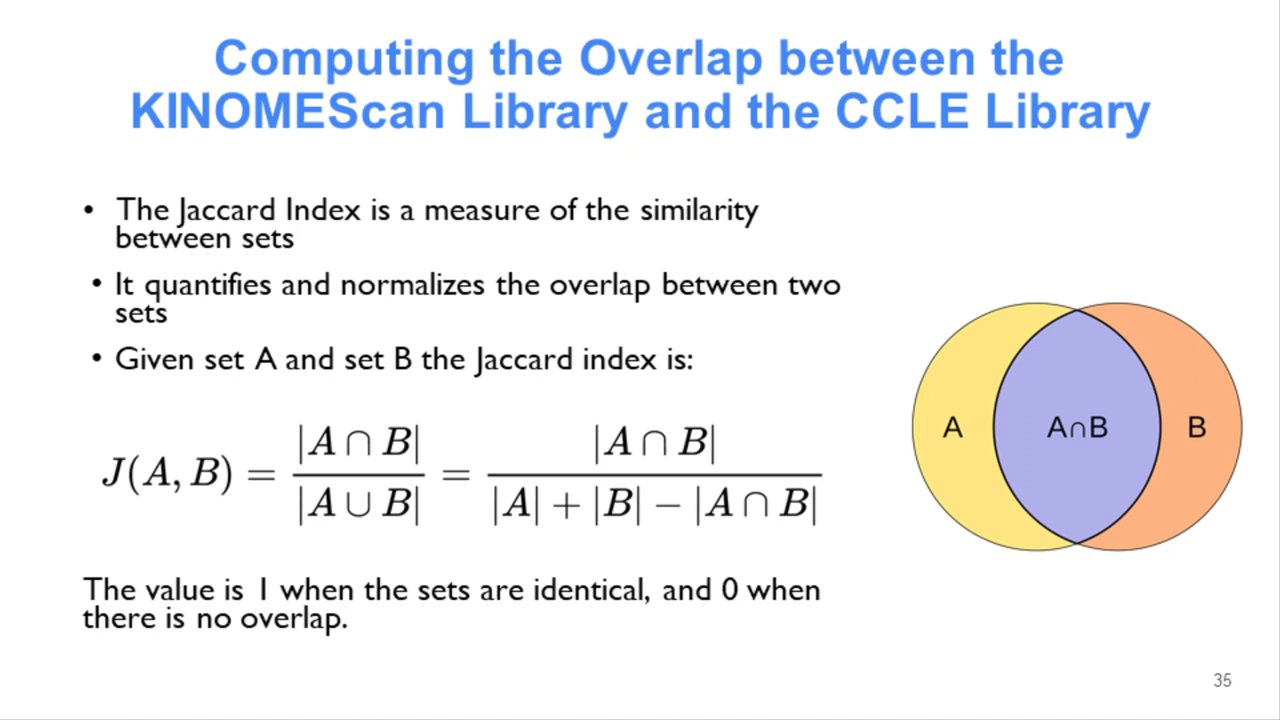 Computing the Overlap between the
KINOMEScan Library and the CCLE Library
• The Jaccard Index is a measure of the similarity
between sets
• It quantifies and normalizes the overlap between two
sets
• Given set A and set B the Jaccard index is:
J(A, B) = |A ∩ B| / |A ∪ B| = |A ∩ B| / (|A| + |B| − |A ∩ B|)
A A∩B B
The value is 1 when the sets are identical, and 0 when
there is no overlap.
35